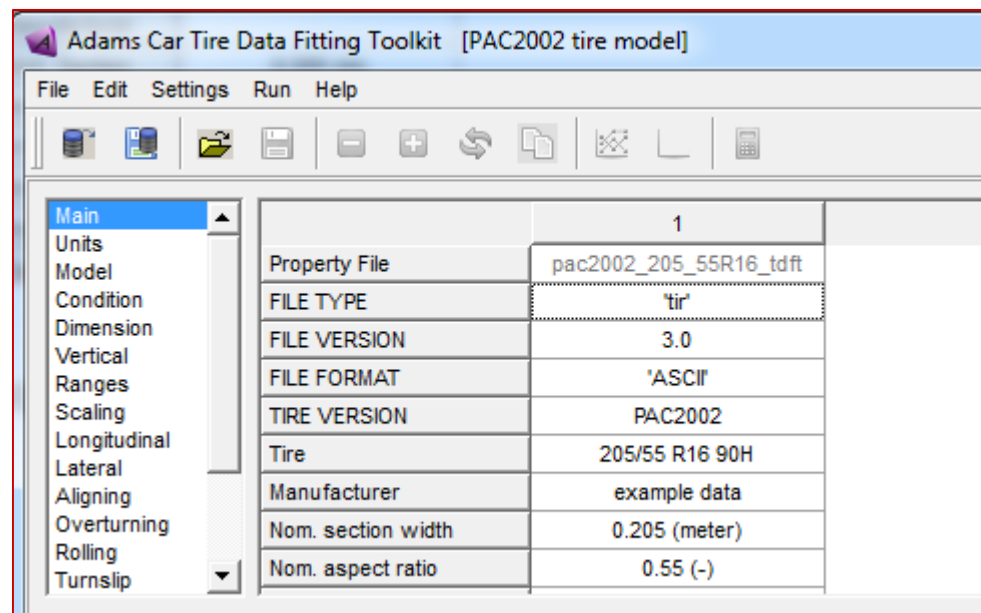 Adams Car Tire Data Fitting Toolkit [PAC2002 tire model]
File Edit Settings Run Help
Main
Units
Model
Condition
Dimension
Vertical
Ranges
Scaling
Longitudinal
Lateral
Aligning
Overturning
Rolling
Turnslip
1
Property File pac2002_205_55R16_tdft
FILE TYPE 'tir'
FILE VERSION 3.0
FILE FORMAT 'ASCII'
TIRE VERSION PAC2002
Tire 205/55 R16 90H
Manufacturer example data
Nom. section width 0.205 (meter)
Nom. aspect ratio 0.55 (-)